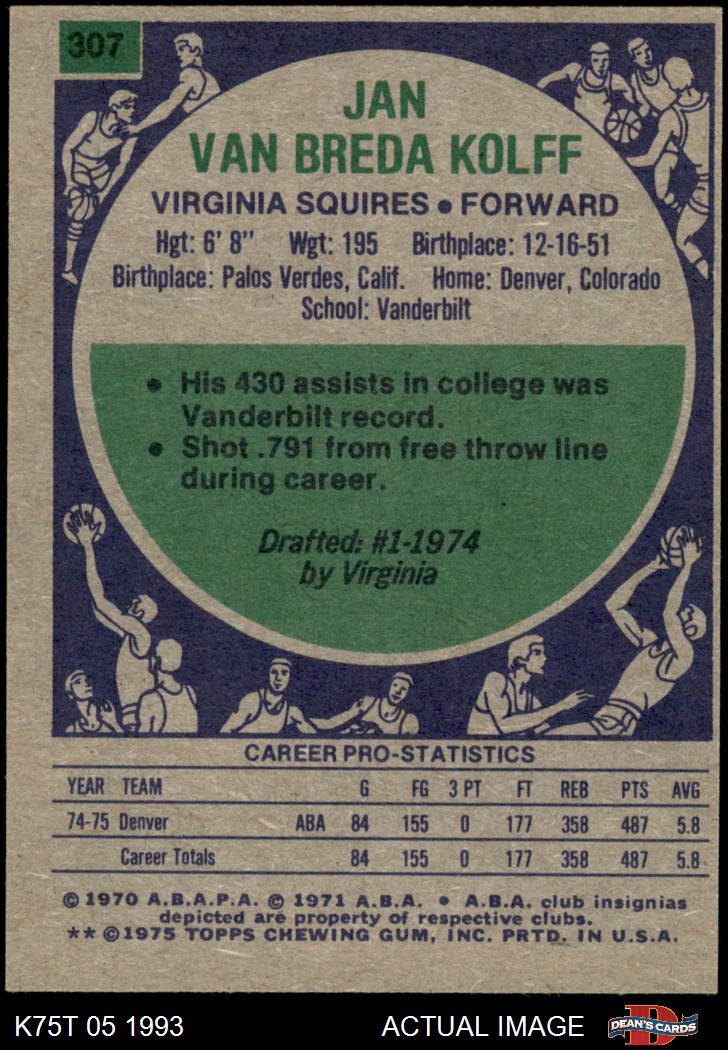 307
JAN
VAN BREDA KOLFF
VIRGINIA SQUIRES • FORWARD
Hgt: 6' 8" Wgt: 195 Birthplace: 12-16-51
Birthplace: Palos Verdes, Calif. Home: Denver, Colorado
School: Vanderbilt
• His 430 assists in college was
Vanderbilt record.
• Shot .791 from free throw line
during career.
Drafted: #1-1974
by Virginia
CAREER PRO-STATISTICS
YEAR TEAM G FG 3 PT FT REB PTS AVG
74-75 Denver ABA 84 155 0 177 358 487 5.8
Career Totals 84 155 0 177 358 487 5.8
© 1970 A.B.A.P.A. © 1971 A.B.A. • A.B.A. club insignias
depicted are property of respective clubs.
** ©1975 TOPPS CHEWING GUM, INC. PRTD. IN U.S.A.
K75T 05 1993 ACTUAL IMAGE D DEAN'S CARDS